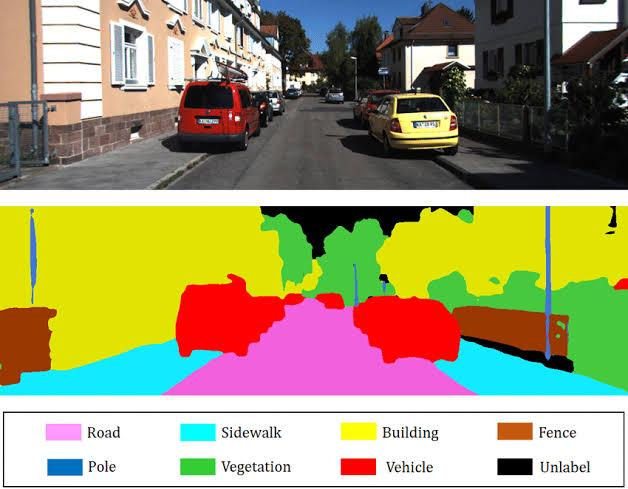 Road Sidewalk Building Fence
Pole Vegetation Vehicle Unlabel